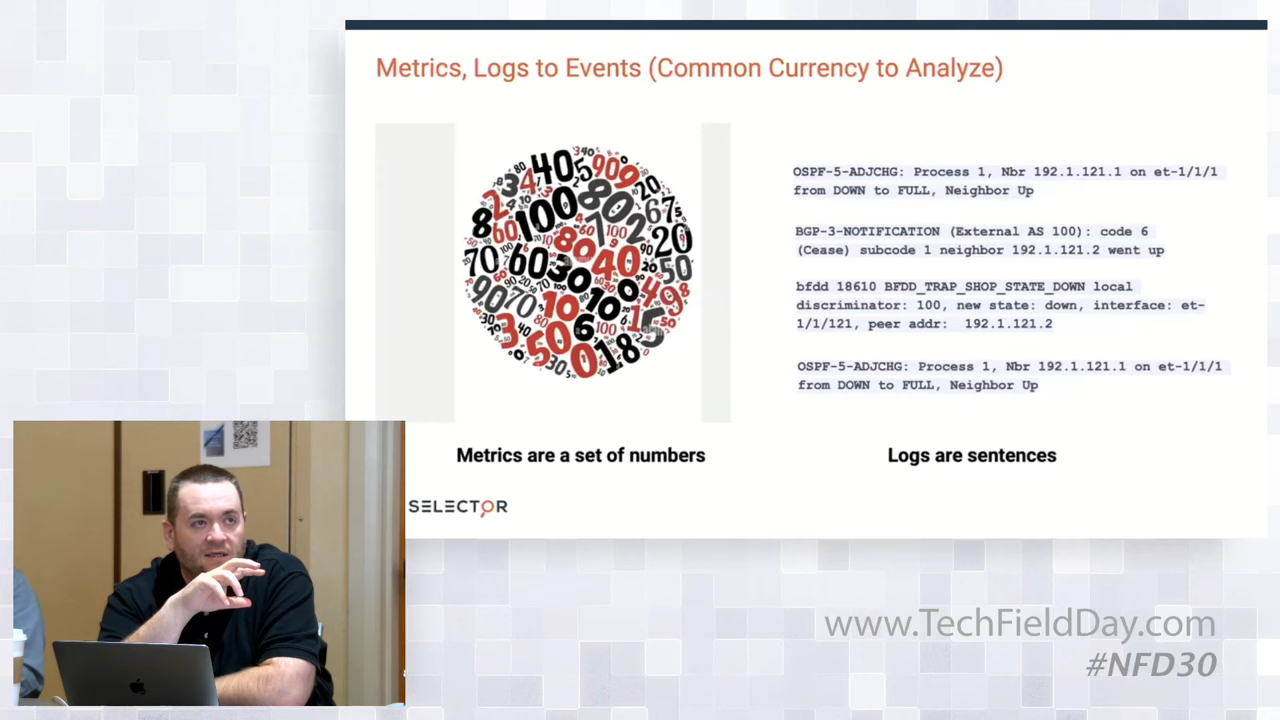 Metrics, Logs to Events (Common Currency to Analyze)
OSPF-5-ADJCHG: Process 1, Nbr 192.1.121.1 on et-1/1/1
from DOWN to FULL, Neighbor Up
BGP-3-NOTIFICATION (External AS 100): code 6
(Cease) subcode 1 neighbor 192.1.121.2 went up
bfdd 18610 BFDD_TRAP_SHOP_STATE_DOWN local
discriminator: 100, new state: down, interface: et-
1/1/121, peer addr: 192.1.121.2
OSPF-5-ADJCHG: Process 1, Nbr 192.1.121.1 on et-1/1/1
from DOWN to FULL, Neighbor Up
Metrics are a set of numbers
Logs are sentences
SELECTOR
www.TechFieldDay.com
#NFD30